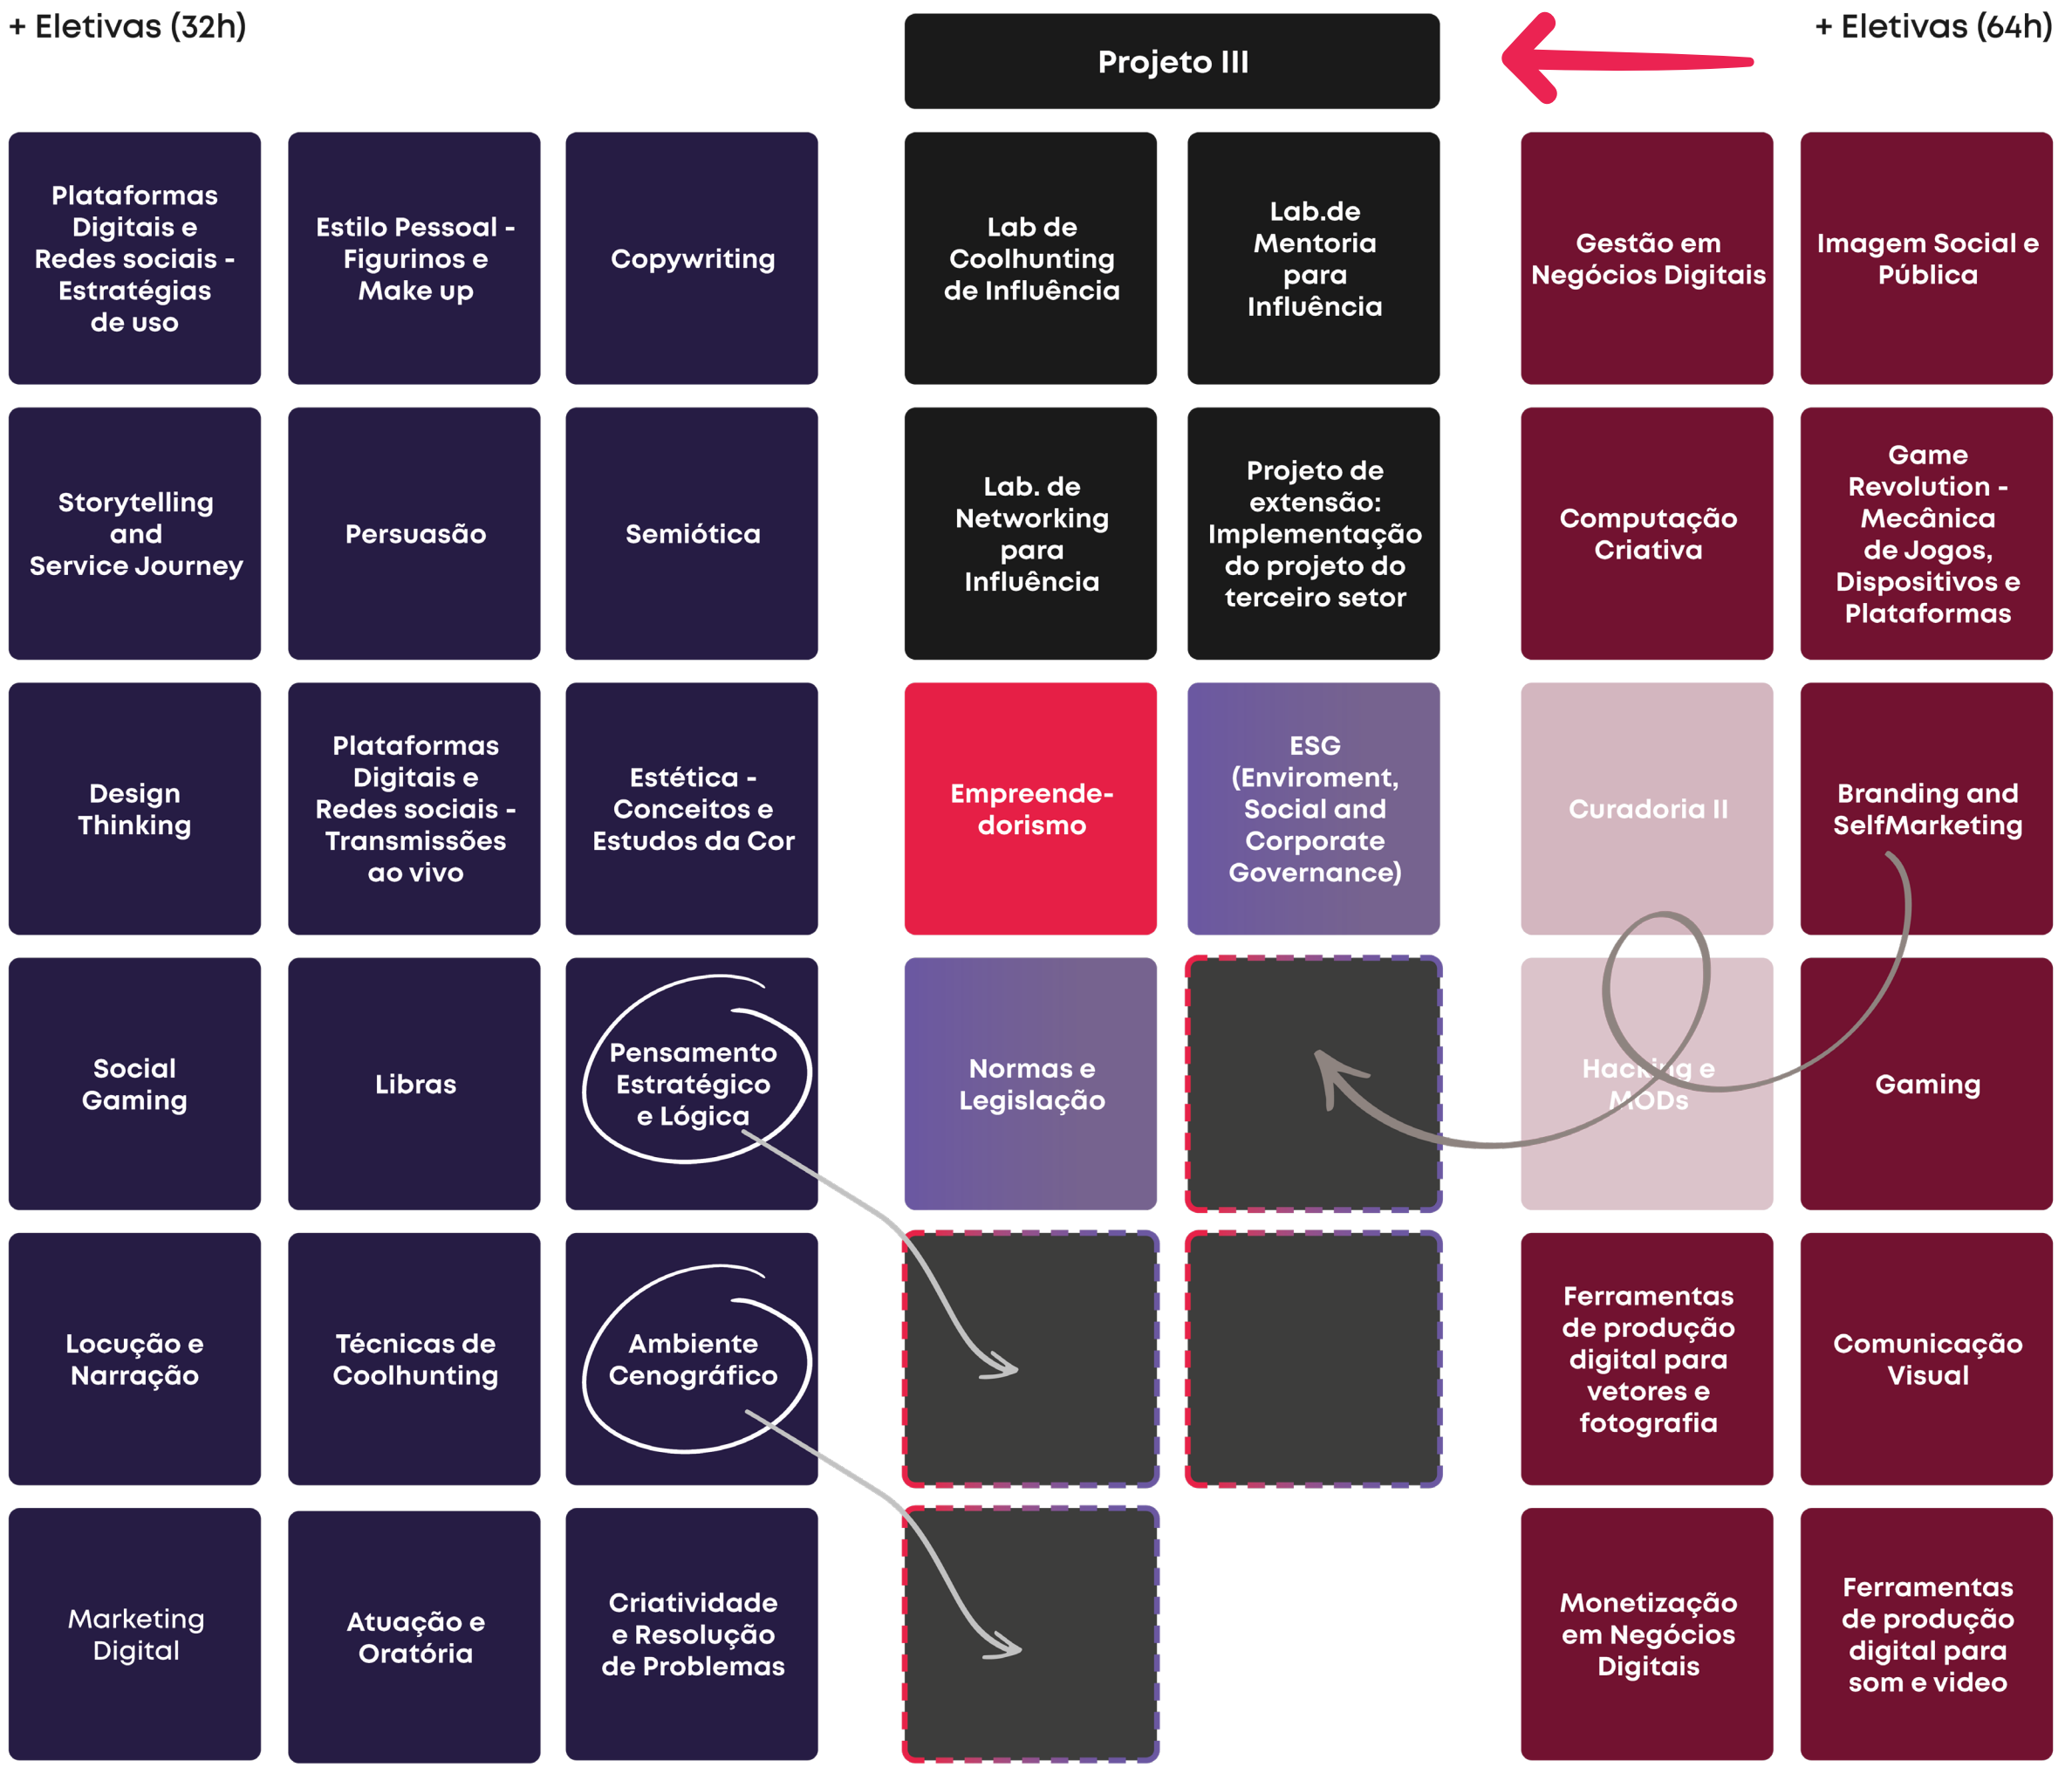 + Eletivas (32h)
Projeto III
+ Eletivas (64h)
Plataformas
Digitais e
Redes sociais -
Estratégias
de uso
Estilo Pessoal -
Figurinos e
Make up
Copywriting
Lab de
Coolhunting
de Influência
Lab.de
Mentoria
para
Influência
Gestão em
Negócios Digitais
Imagem Social e
Pública
Storytelling
and
Service Journey
Persuasão
Semiótica
Lab. de
Networking
para
Influência
Projeto de
extensão:
Implementação
do projeto do
terceiro setor
Computação
Criativa
Game
Revolution -
Mecânica
de Jogos,
Dispositivos e
Plataformas
Design
Thinking
Plataformas
Digitais e
Redes sociais -
Transmissões
ao vivo
Estética -
Conceitos e
Estudos da Cor
Empreende-
dorismo
ESG
(Enviroment,
Social and
Corporate
Governance)
Curadoria II
Branding and
SelfMarketing
Social
Gaming
Libras
Pensamento
Estratégico
e Lógica
Normas e
Legislação
Hacking e
MODs
Gaming
Locução e
Narração
Técnicas de
Coolhunting
Ambiente
Cenográfico
Ferramentas
de produção
digital para
vetores e
fotografia
Comunicação
Visual
Marketing
Digital
Atuação e
Oratória
Criatividade
e Resolução
de Problemas
Monetização
em Negócios
Digitais
Ferramentas
de produção
digital para
som e video